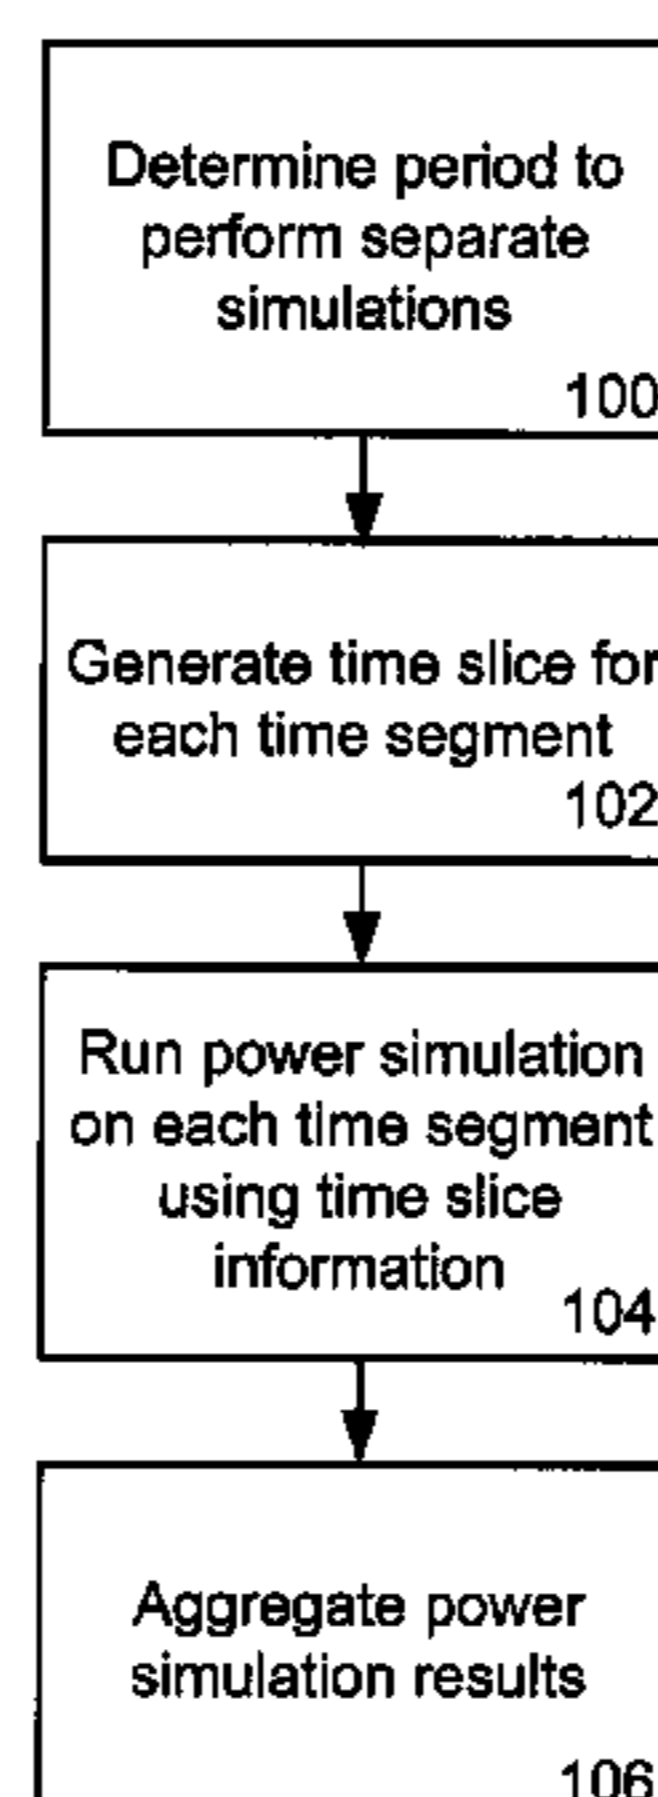 Determine period to
perform separate
simulations
100
Generate time slice for
each time segment
102
Run power simulation
on each time segment
using time slice
information
104
Aggregate power
simulation results
106